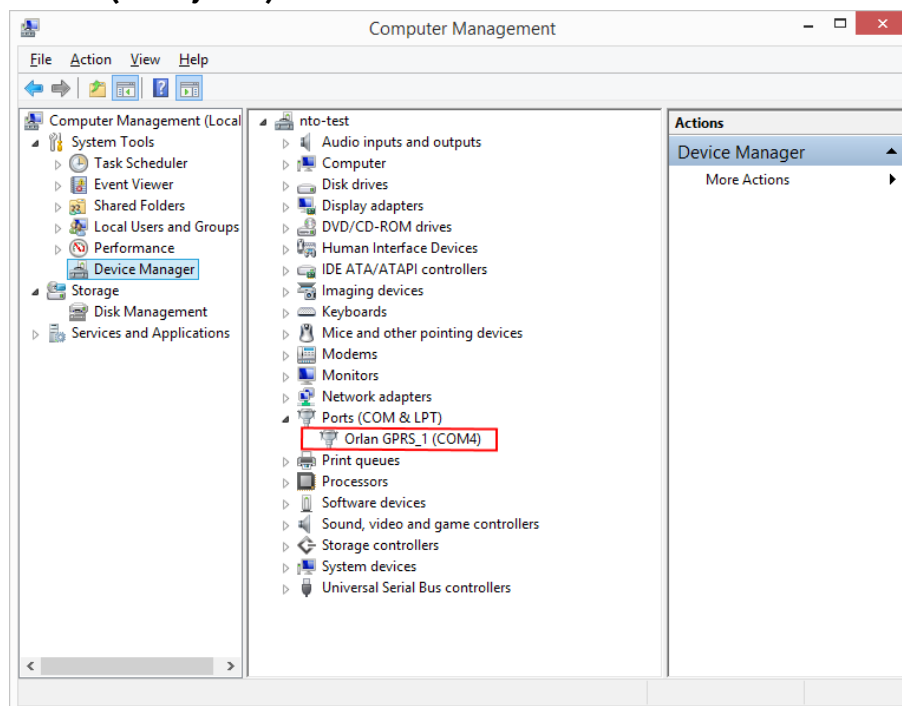 Computer Management
File Action View Help
Computer Management (Local
System Tools
Task Scheduler
Event Viewer
Shared Folders
Local Users and Groups
Performance
Device Manager
Storage
Disk Management
Services and Applications
nto-test
Audio inputs and outputs
Computer
Disk drives
Display adapters
DVD/CD-ROM drives
Human Interface Devices
IDE ATA/ATAPI controllers
Imaging devices
Keyboards
Mice and other pointing devices
Modems
Monitors
Network adapters
Ports (COM & LPT)
Orlan GPRS_1 (COM4)
Print queues
Processors
Software devices
Sound, video and game controllers
Storage controllers
System devices
Universal Serial Bus controllers
Actions
Device Manager
More Actions